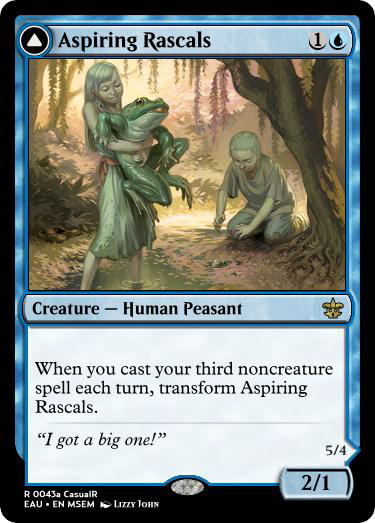 Aspiring Rascals
1
Creature — Human Peasant
When you cast your third noncreature
spell each turn, transform Aspiring
Rascals.
“I got a big one!”
5/4
2/1
R 0043a CasualR
EAU • EN MSEM Lizzy John